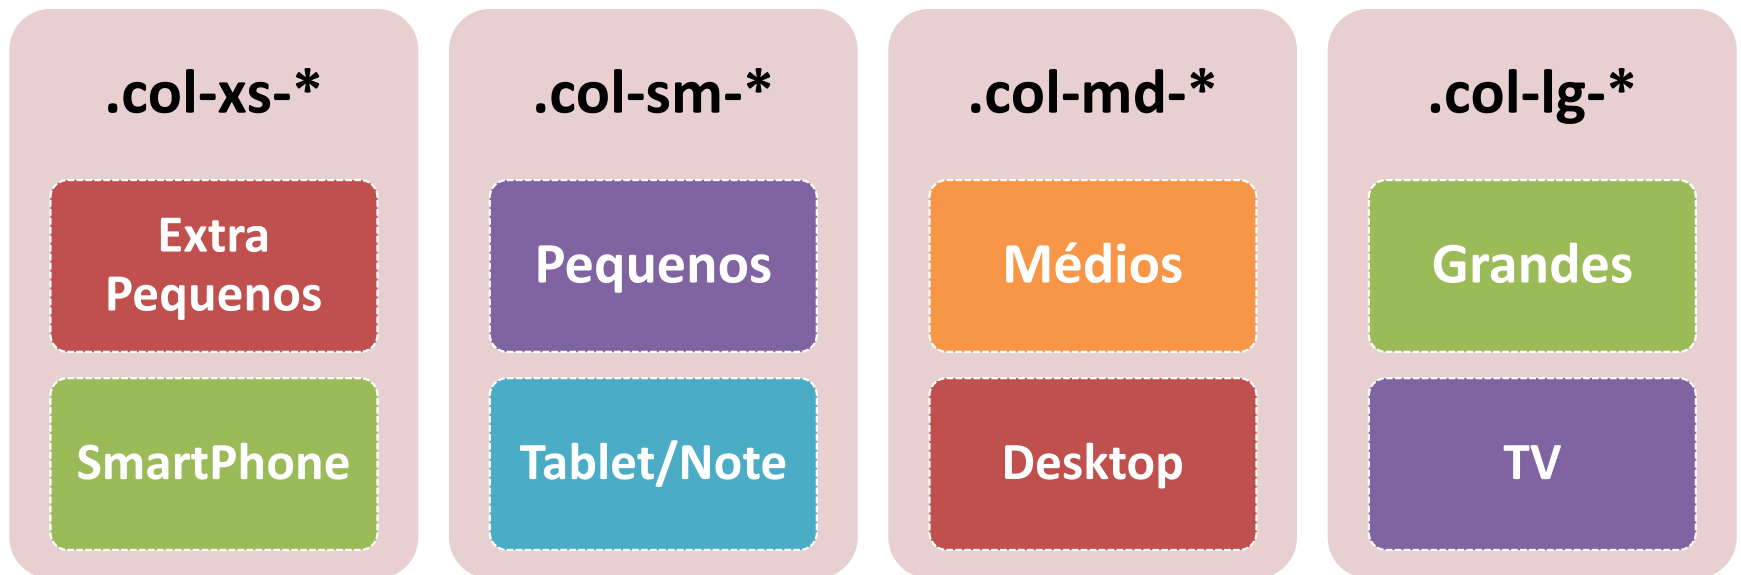 .col-xs-*
Extra
Pequenos
SmartPhone
.col-sm-*
Pequenos
Tablet/Note
.col-md-*
Médios
Desktop
.col-lg-*
Grandes
TV